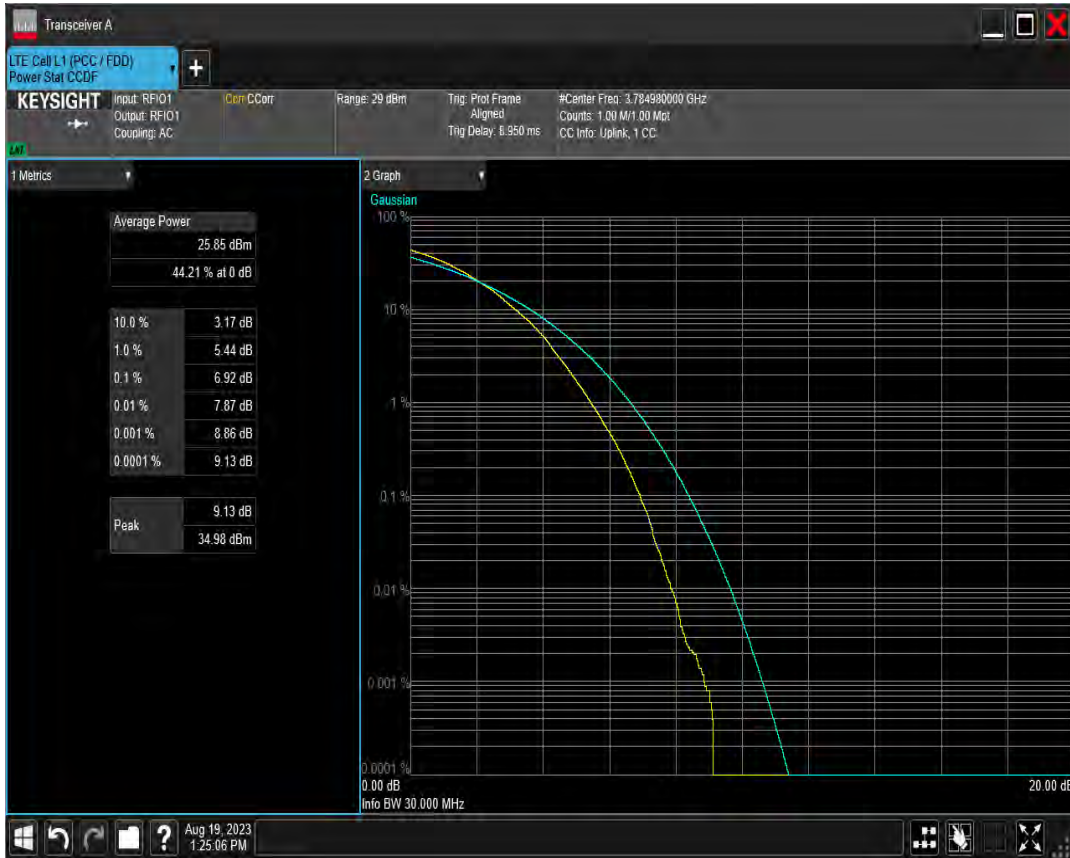 Transceiver A
LTE Cell L1 (PCC / FDD)
Power Stat CCDF
+
KEYSIGHT
Input: RFIO1
Output: RFIO1
Coupling: AC
Corr CCorr
Range: 29 dBm
Trig: Prot Frame
Aligned
Trig Delay: 8.950 ms
#Center Freq: 3.784980000 GHz
Counts: 1.00 M/1.00 Mpt
CC Info: Uplink, 1 CC
1 Metrics
Average Power
25.85 dBm
44.21 % at 0 dB
10.0 % 3.17 dB
1.0 % 5.44 dB
0.1 % 6.92 dB
0.01 % 7.87 dB
0.001 % 8.86 dB
0.0001 % 9.13 dB
Peak
9.13 dB
34.98 dBm
2 Graph
Gaussian
100 %
10 %
1 %
0.1 %
0.01 %
0.001 %
0.0001 %
0.00 dB
20.00 dB
Info BW 30.000 MHz
?
Aug 19, 2023
1:25:06 PM